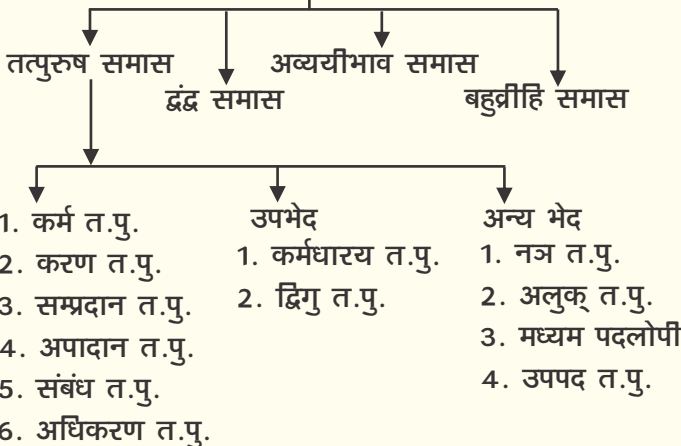 तत्पुरुष समास
अव्ययीभाव समास
द्वंद्व समास
बहुव्रीहि समास
1. कर्म त.पु.
2. करण त.पु.
3. सम्प्रदान त.पु.
4. अपादान त.पु.
5. संबंध त.पु.
6. अधिकरण त.पु.
उपभेद
1. कर्मधारय त.पु.
2. द्विगु त.पु.
अन्य भेद
1. नञ त.पु.
2. अलुक् त.पु.
3. मध्यम पदलोपी
4. उपपद त.पु.